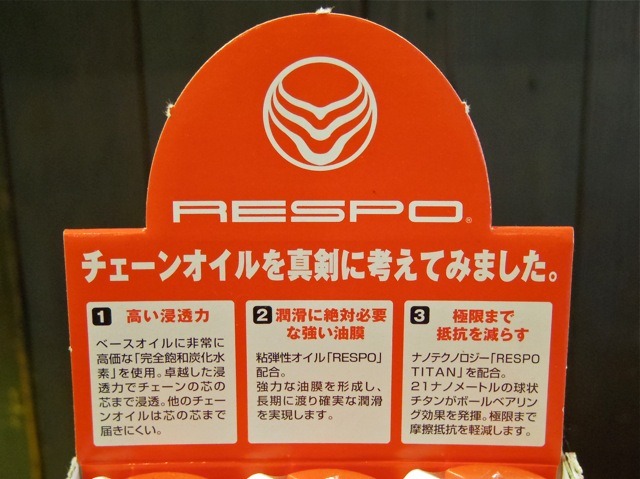 RESPO®
チェーンオイルを真剣に考えてみました。
1 高い浸透力
ベースオイルに非常に
高価な「完全飽和炭化水
素」を使用。卓越した浸
透力でチェーンの芯の
芯まで浸透。他のチェー
ンオイルは芯の芯まで
届きにくい。
2 潤滑に絶対必要
な強い油膜
粘弾性オイル「RESPO」
配合。
強力な油膜を形成し、
長期に渡り確実な潤滑
を実現します。
3 極限まで
抵抗を減らす
ナノテクノロジー「RESPO
TITAN」を配合。
21ナノメートルの球状
チタンがボールベアリン
グ効果を発揮。極限まで
摩擦抵抗を軽減します。